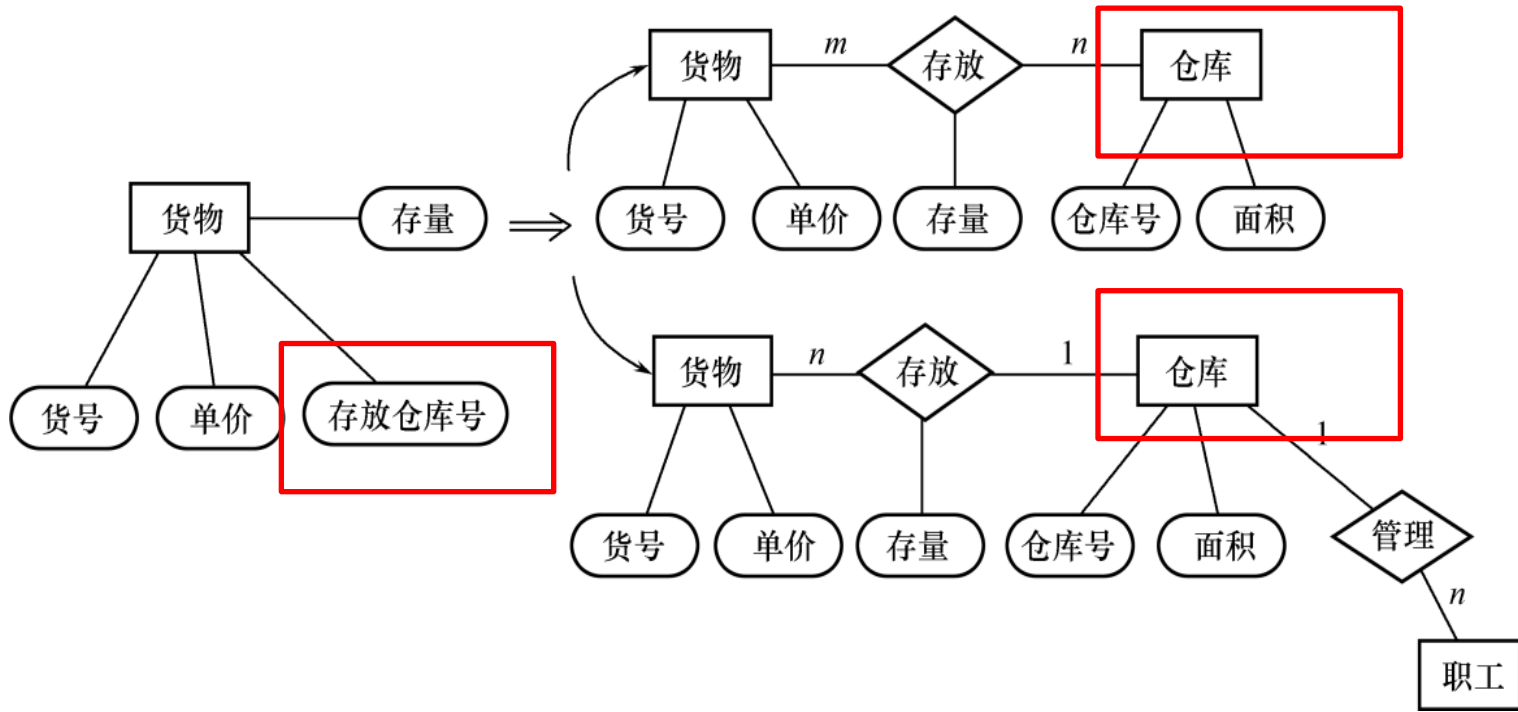 货物
存量
货号
单价
存放仓库号
货物
m
存放
n
仓库
货号
单价
存量
仓库号
面积
货物
n
存放
1
仓库
1
货号
单价
存量
仓库号
面积
管理
n
职工